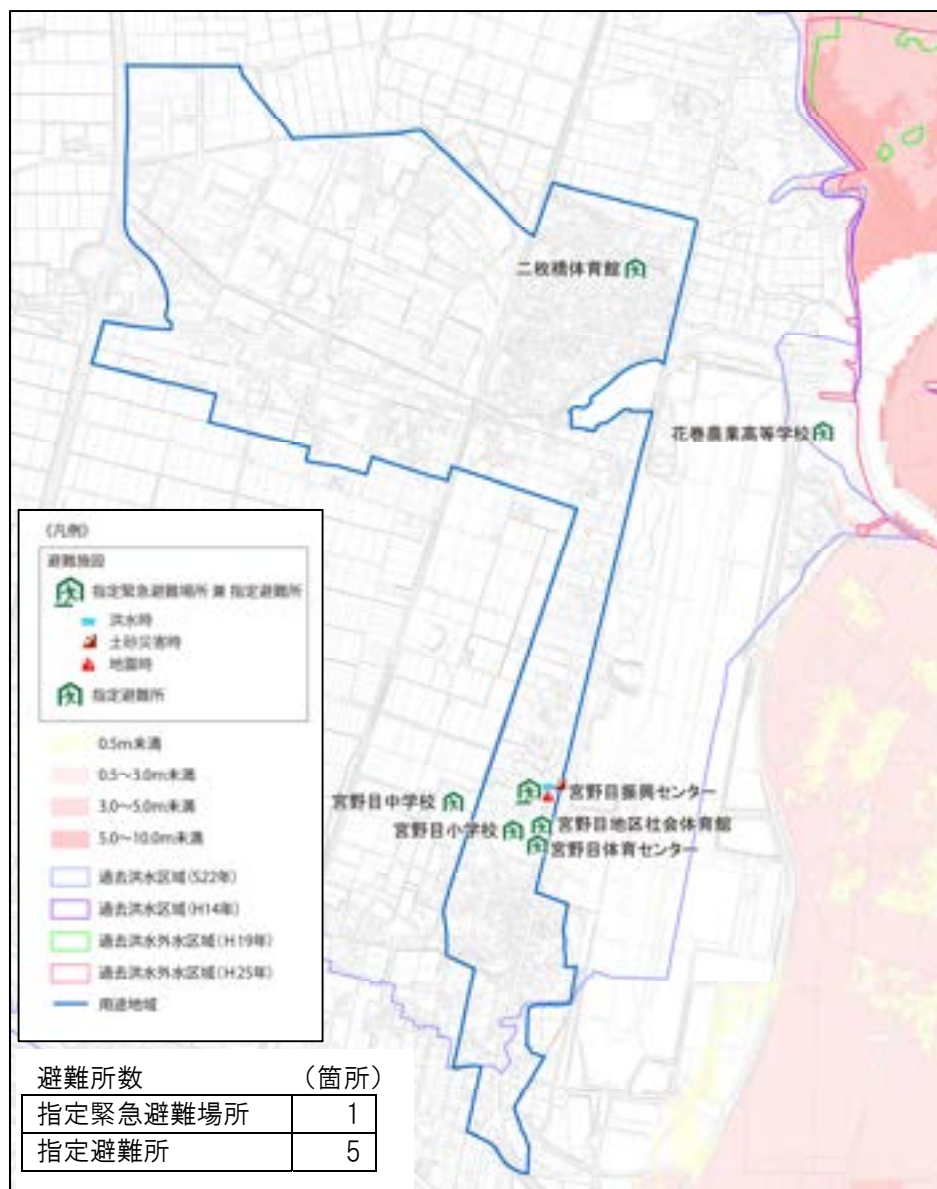 二枚橋体育館
花巻農業高等学校
《凡例》
避難施設
指定緊急避難場所 兼 指定避難所
洪水時
土砂災害時
地震時
指定避難所
0.5m未満
0.5～3.0m未満
3.0～5.0m未満
5.0～10.0m未満
過去洪水区域(S22年)
過去洪水区域(H14年)
過去洪水外水区域(H19年)
過去洪水外水区域(H25年)
用途地域
宮野目振興センター
宮野目中学校
宮野目地区社会体育館
宮野目小学校
宮野目体育センター
避難所数 （箇所）
指定緊急避難場所 1
指定避難所 5